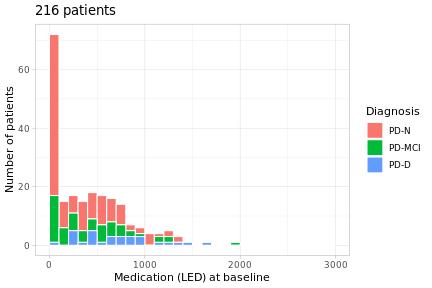 216 patients
Number of patients
60
40
20
0
0 1000 2000 3000
Medication (LED) at baseline
Diagnosis
PD-N
PD-MCI
PD-D